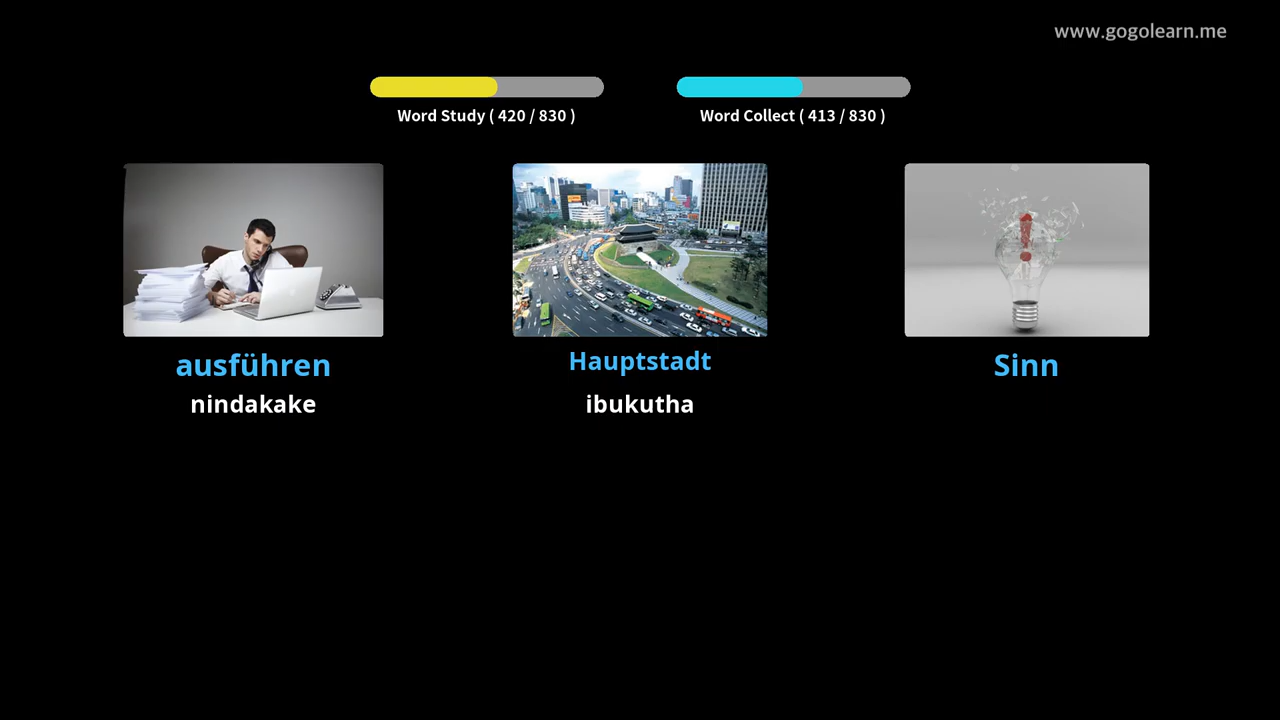 www.gogolearn.me
Word Study ( 420 / 830 )
Word Collect ( 413 / 830 )
ausführen
nindakake
Hauptstadt
ibukutha
Sinn